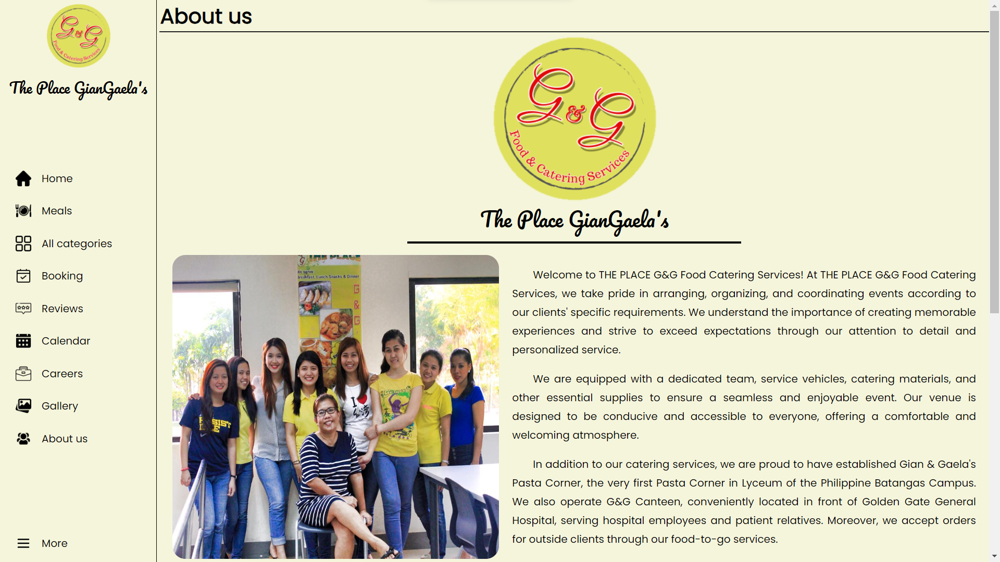 G & G
Food & Catering Services
The Place GianGaela's
Home
Meals
All categories
Booking
Reviews
Calendar
Careers
Gallery
About us
More
About us
G & G
Food & Catering Services
The Place GianGaela's
THE PLACE
We serve:
Breakfast, Lunch Snacks & Dinner
G
&
G
I
Welcome to THE PLACE G&G Food Catering Services! At THE PLACE G&G Food Catering
Services, we take pride in arranging, organizing, and coordinating events according to
our clients' specific requirements. We understand the importance of creating memorable
experiences and strive to exceed expectations through our attention to detail and
personalized service.
We are equipped with a dedicated team, service vehicles, catering materials, and
other essential supplies to ensure a seamless and enjoyable event. Our venue is
designed to be conducive and accessible to everyone, offering a comfortable and
welcoming atmosphere.
In addition to our catering services, we are proud to have established Gian & Gaela's
Pasta Corner, the very first Pasta Corner in Lyceum of the Philippine Batangas Campus.
We also operate G&G Canteen, conveniently located in front of Golden Gate General
Hospital, serving hospital employees and patient relatives. Moreover, we accept orders
for outside clients through our food-to-go services.